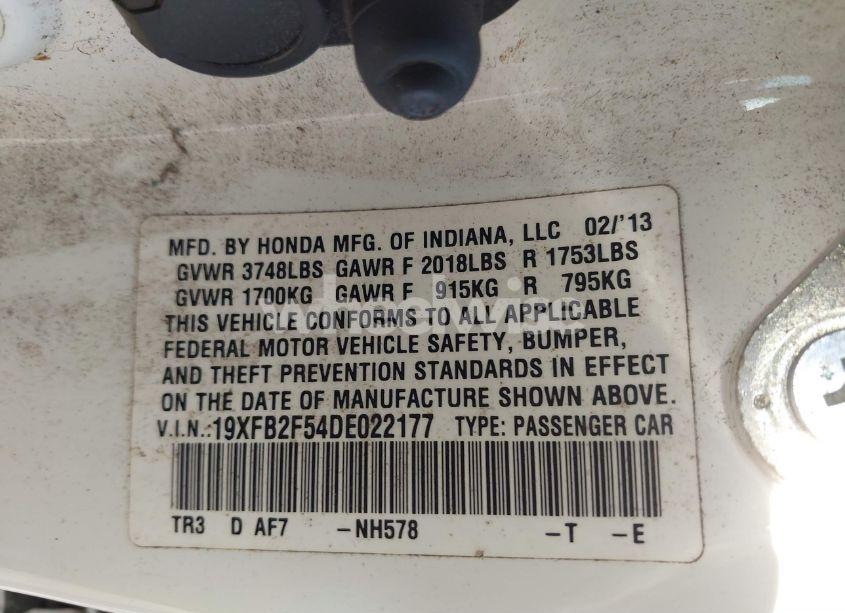 MFD. BY HONDA MFG. OF INDIANA, LLC 02/'13
GVWR 3748LBS GAWR F 2018LBS R 1753LBS
GVWR 1700KG GAWR F 915KG R 795KG
THIS VEHICLE CONFORMS TO ALL APPLICABLE
FEDERAL MOTOR VEHICLE SAFETY, BUMPER,
AND THEFT PREVENTION STANDARDS IN EFFECT
ON THE DATE OF MANUFACTURE SHOWN ABOVE.
V.I.N.:19XFB2F54DE022177 TYPE: PASSENGER CAR
TR3 D AF7 -NH578 -T -E